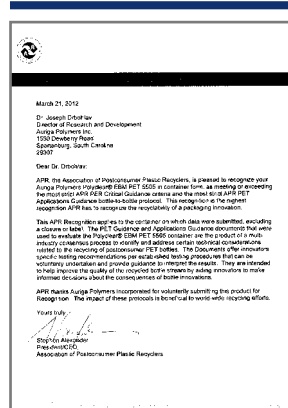 March 21, 2012
Dr. Joseph Drbohlav
Director of Research and Development
Auriga Polymers Inc.
1550 Dewberry Road
Spartanburg, South Carolina
29307
Dear Dr. Drbohlav:
APR, the Association of Postconsumer Plastic Recyclers, is pleased to recognize your
Auriga Polymers Polyclear® EBM PET 5505 in container form, as meeting or exceeding
the most strict APR PET Critical Guidance criteria and the most strict APR PET
Applications Guidance bottle-to-bottle protocol. This recognition is the highest
recognition APR has to recognize the recyclability of a packaging innovation.
This APR Recognition applies to the container on which data were submitted, excluding
a closure or label. The PET Guidance and Applications Guidance documents that were
used to evaluate the Polyclear® EBM PET 5505 container are the product of a multi-
industry consensus process to identify and address certain technical considerations
related to the recycling of postconsumer PET bottles. The Documents offer innovators
specific testing recommendations per established testing procedures that can be
voluntarily undertaken and provide guidance to interpret the results. They are intended
to help improve the quality of the recycled bottle stream by aiding innovators to make
informed decisions about the consequences of bottle innovations.
APR thanks Auriga Polymers Incorporated for voluntarily submitting this product for
Recognition. The impact of these protocols is beneficial to world-wide recycling efforts.
Yours truly,
Stephen Alexander
President/CEO,
Association of Postconsumer Plastic Recyclers